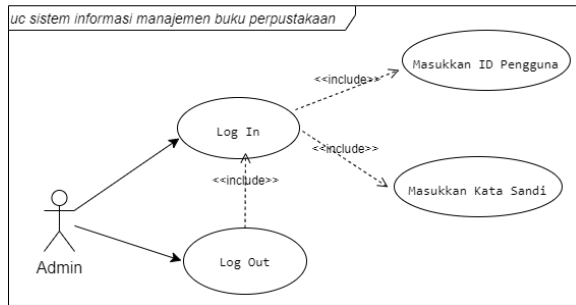 uc sistem informasi manajemen buku perpustakaan
Masukkan ID Pengguna
<<include>>
Log In
<<include>>
<<include>>
Masukkan Kata Sandi
Log Out
Admin